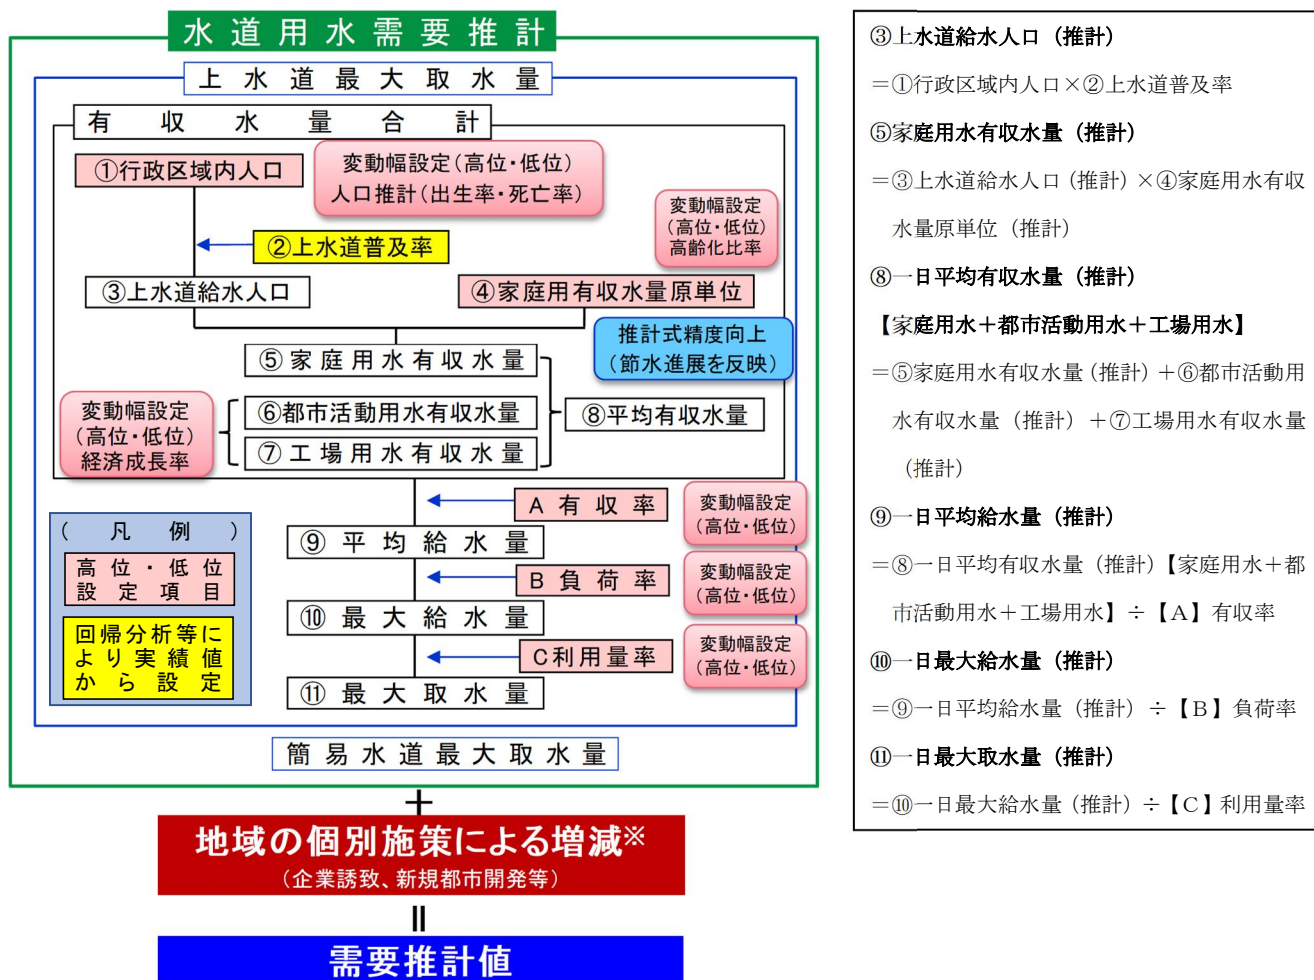 水道用水需要推計
上水道最大取水量
有収水量合計
①行政区域内人口
変動幅設定(高位・低位)
人口推計(出生率・死亡率)
変動幅設定
(高位・低位)
高齢化比率
②上水道普及率
③上水道給水人口
④家庭用有収水量原単位
推計式精度向上
(節水進展を反映)
⑤家庭用水有収水量
変動幅設定
(高位・低位)
経済成長率
⑥都市活動用水有収水量
⑦工場用水有収水量
⑧平均有収水量
A有収率
変動幅設定
(高位・低位)
⑨平均給水量
B負荷率
変動幅設定
(高位・低位)
⑩最大給水量
C利用量率
変動幅設定
(高位・低位)
⑪最大取水量
(凡例)
高位・低位
設定項目
回帰分析等に
より実績値
から設定
簡易水道最大取水量
+
地域の個別施策による増減※
(企業誘致、新規都市開発等)
=
需要推計値
③上水道給水人口（推計）
＝①行政区域内人口×②上水道普及率
⑤家庭用水有収水量（推計）
＝③上水道給水人口（推計）×④家庭用水有収
水量原単位（推計）
⑧一日平均有収水量（推計）
【家庭用水＋都市活動用水＋工場用水】
＝⑤家庭用水有収水量（推計）＋⑥都市活動用
水有収水量（推計）＋⑦工場用水有収水量
（推計）
⑨一日平均給水量（推計）
＝⑧一日平均有収水量（推計）【家庭用水＋都
市活動用水＋工場用水】÷【A】有収率
⑩一日最大給水量（推計）
＝⑨一日平均給水量（推計）÷【B】負荷率
⑪一日最大取水量（推計）
＝⑩一日最大給水量（推計）÷【C】利用量率